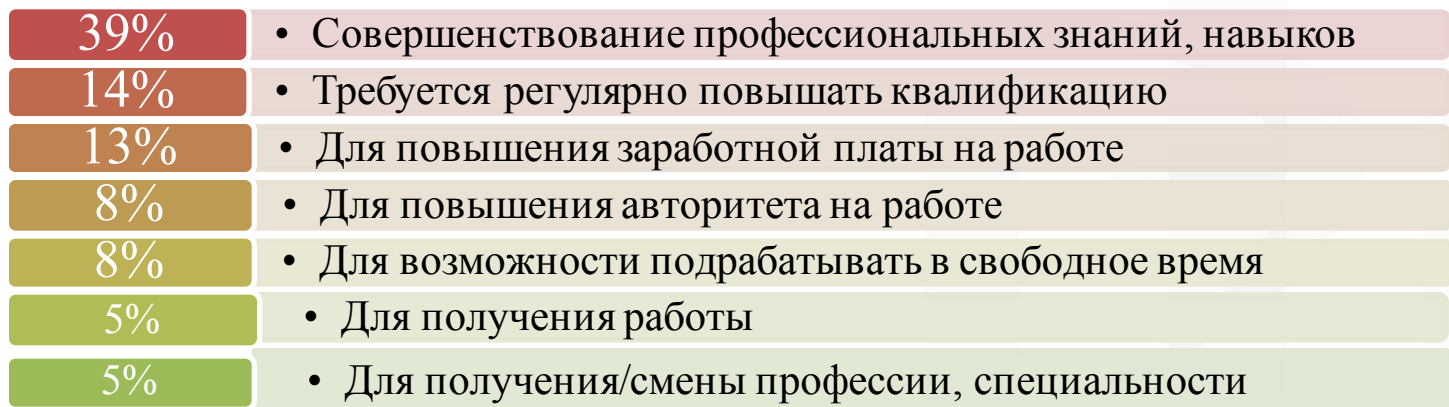 39% • Совершенствование профессиональных знаний, навыков
14% • Требуется регулярно повышать квалификацию
13% • Для повышения заработной платы на работе
8% • Для повышения авторитета на работе
8% • Для возможности подрабатывать в свободное время
5% • Для получения работы
5% • Для получения/смены профессии, специальности